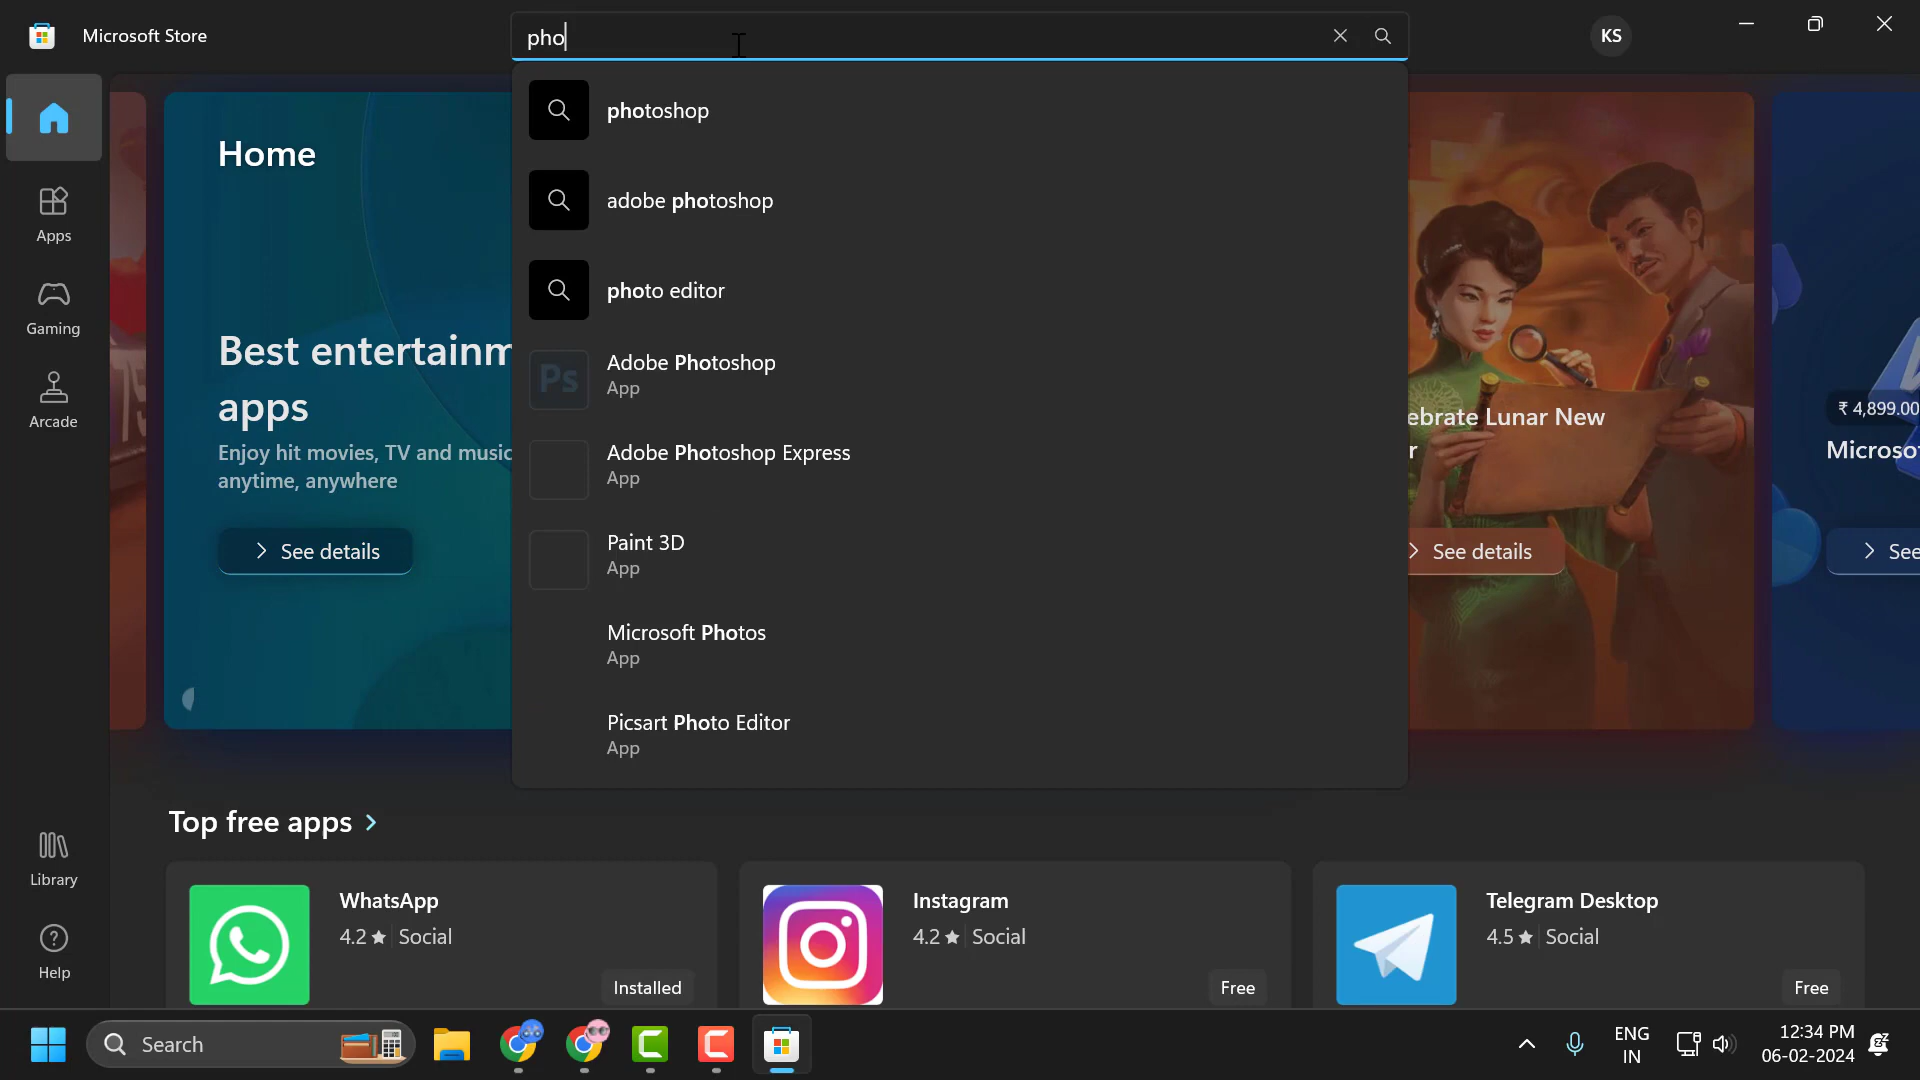 Microsoft Store
pho
KS
Home
Apps
Gaming
Arcade
Library
Help
photoshop
adobe photoshop
photo editor
Ps
Adobe Photoshop
App
Adobe Photoshop Express
App
Paint 3D
App
Microsoft Photos
App
Picsart Photo Editor
App
Best entertainm
apps
Enjoy hit movies, TV and music
anytime, anywhere
See details
ebrate Lunar New
r
See details
₹ 4,899.00
Microso
See
Top free apps
WhatsApp
4.2 ★ Social
Installed
Instagram
4.2 ★ Social
Free
Telegram Desktop
4.5 ★ Social
Free
Search
ENG
IN
12:34 PM
06-02-2024